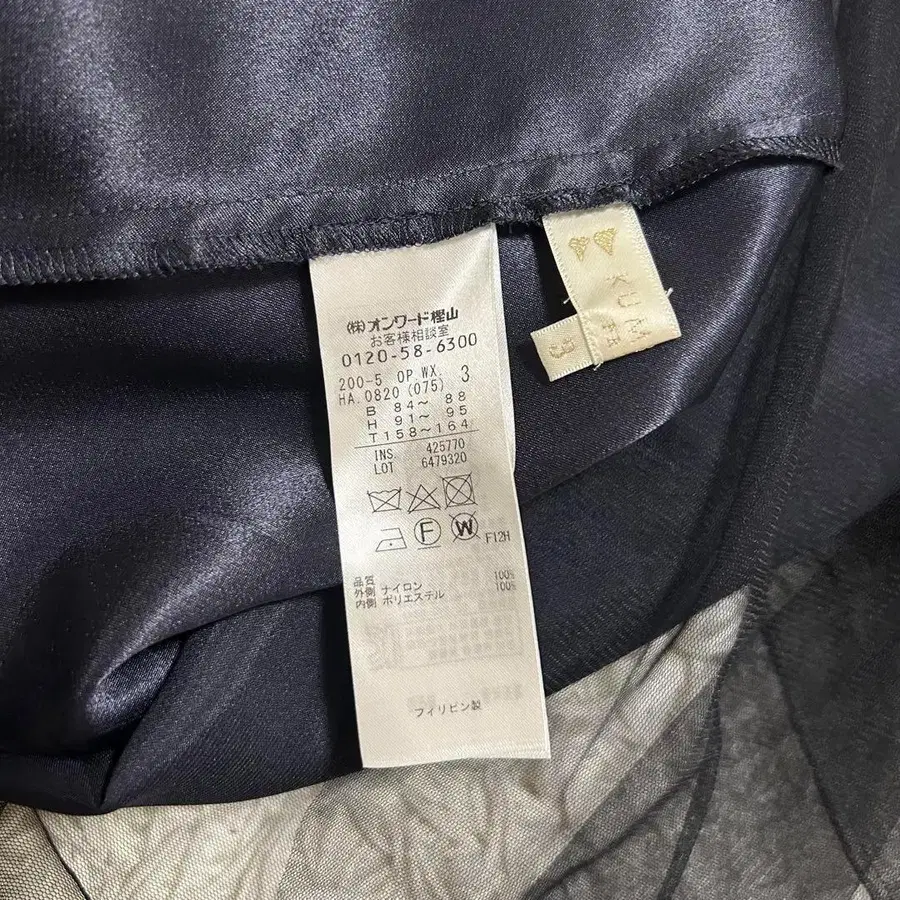 (株)オンワード樫山
お客様相談室
0120-58-6300
200-5 OP.WX. 3
HA.0820 (075)
B 84~ 88
H 91~ 95
T158~164
INS 425770
LOT 6479320
F W F12H
品質
外側 ナイロン 100%
内側 ポリエステル 100%
フィリピン製
KUM
3